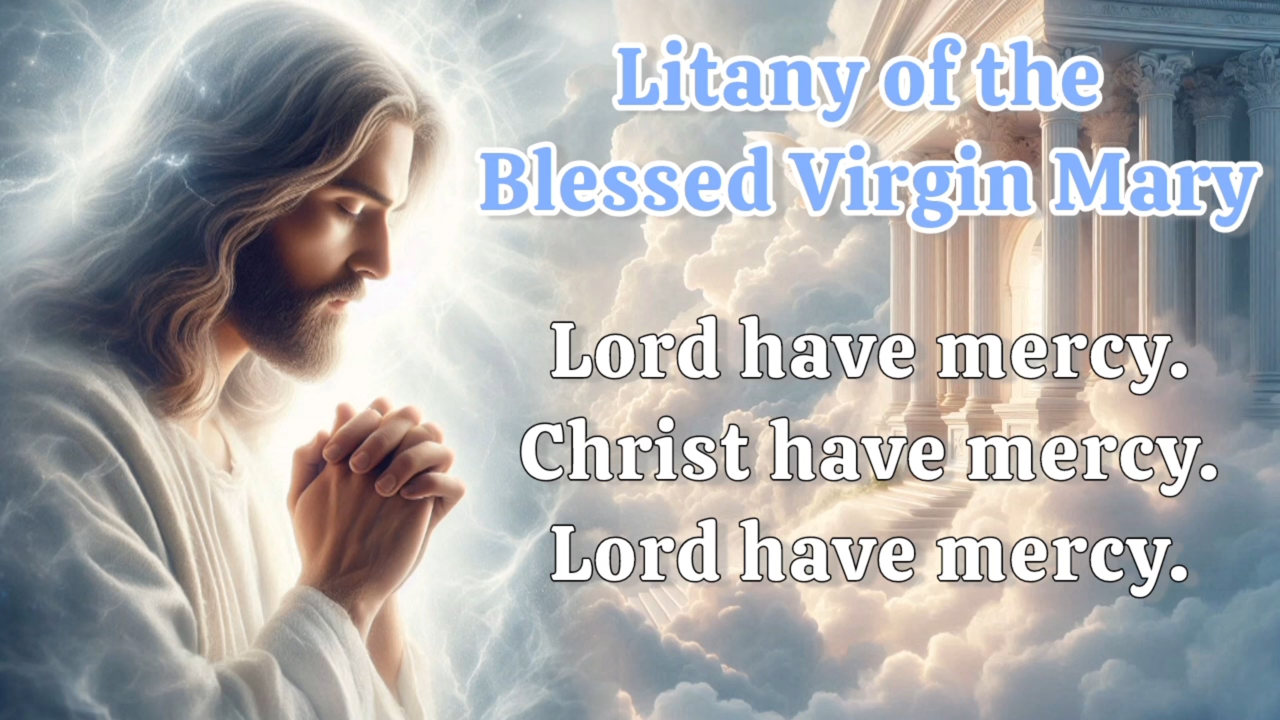 Litany of the
Blessed Virgin Mary
Lord have mercy.
Christ have mercy.
Lord have mercy.